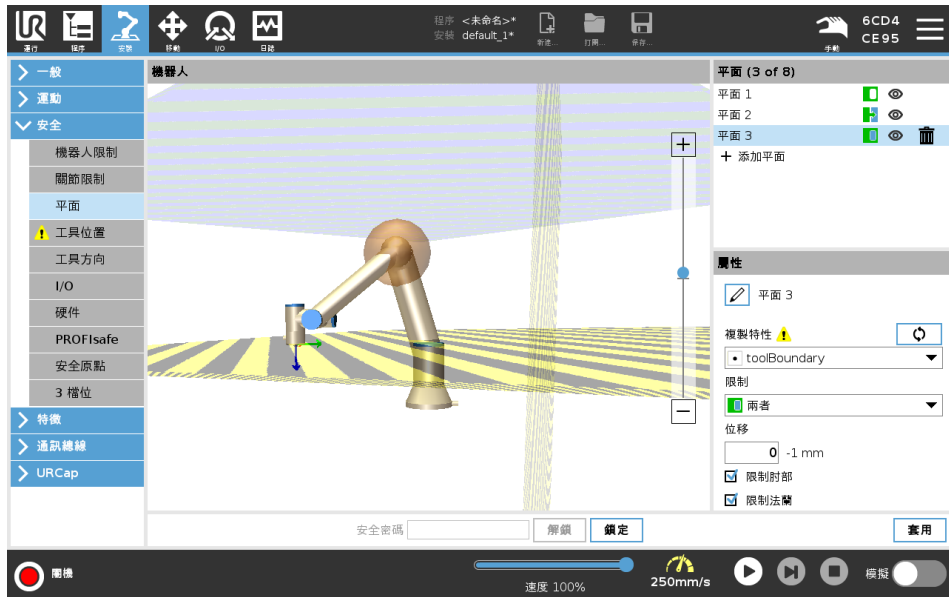 UR
運行
程序
安裝
移動
I/O
日誌
程序 <未命名>*
安裝 default_1*
新建...
打開...
保存...
手動
6CD4
CE95
一般
運動
安全
機器人限制
關節限制
平面
工具位置
工具方向
I/O
硬件
PROFIsafe
安全原點
3 檔位
特徵
通訊總線
URCap
機器人
平面 (3 of 8)
平面 1
平面 2
平面 3
添加平面
屬性
平面 3
複製特性
toolBoundary
限制
兩者
位移
0 -1 mm
限制肘部
限制法蘭
安全密碼
解鎖
鎖定
套用
關機
速度 100%
250mm/s
模擬